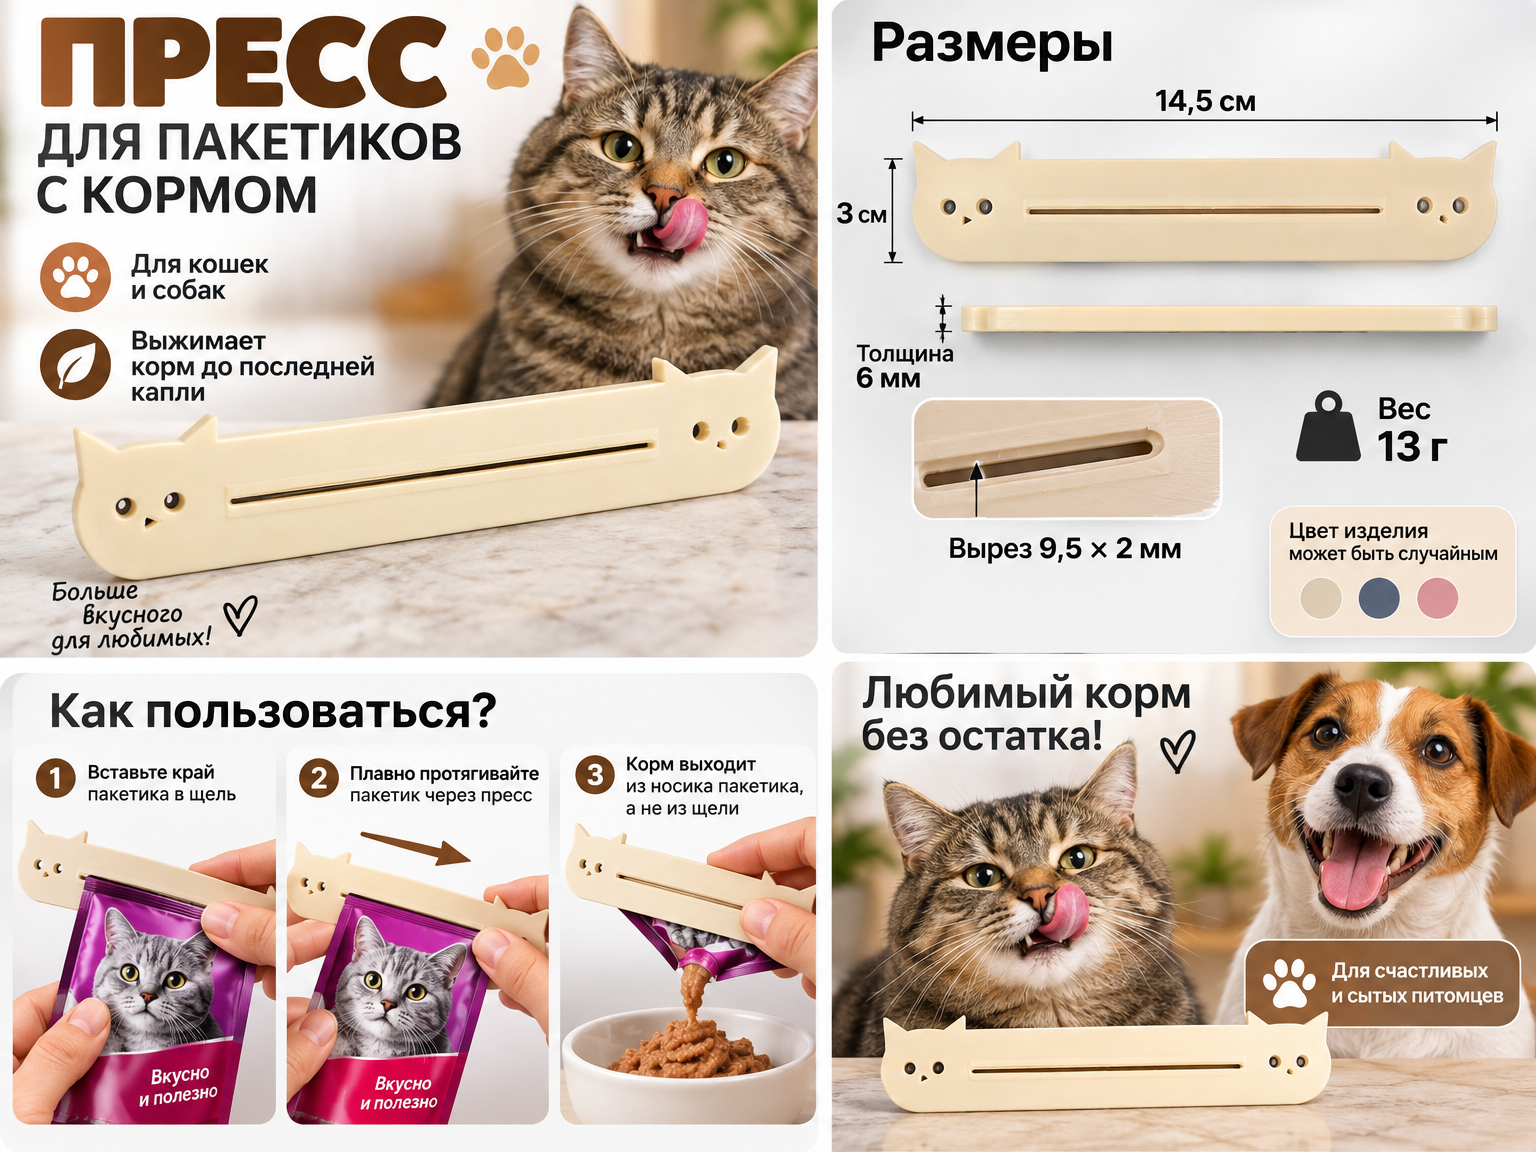 ПРЕСС
ДЛЯ ПАКЕТИКОВ
С КОРМОМ
Для кошек
и собак
Выжимает
корм до последней
капли
Больше
вкусного
для любимых!
Размеры
14,5 см
3 см
Толщина
6 мм
Вырез 9,5 × 2 мм
Вес
13 г
Цвет изделия
может быть случайным
Как пользоваться?
1
Вставьте край
пакетика в щель
Вкусно
и полезно
2
Плавно протягивайте
пакетик через пресс
Вкусно
и полезно
3
Корм выходит
из носика пакетика,
а не из щели
Любимый корм
без остатка!
Для счастливых
и сытых питомцев